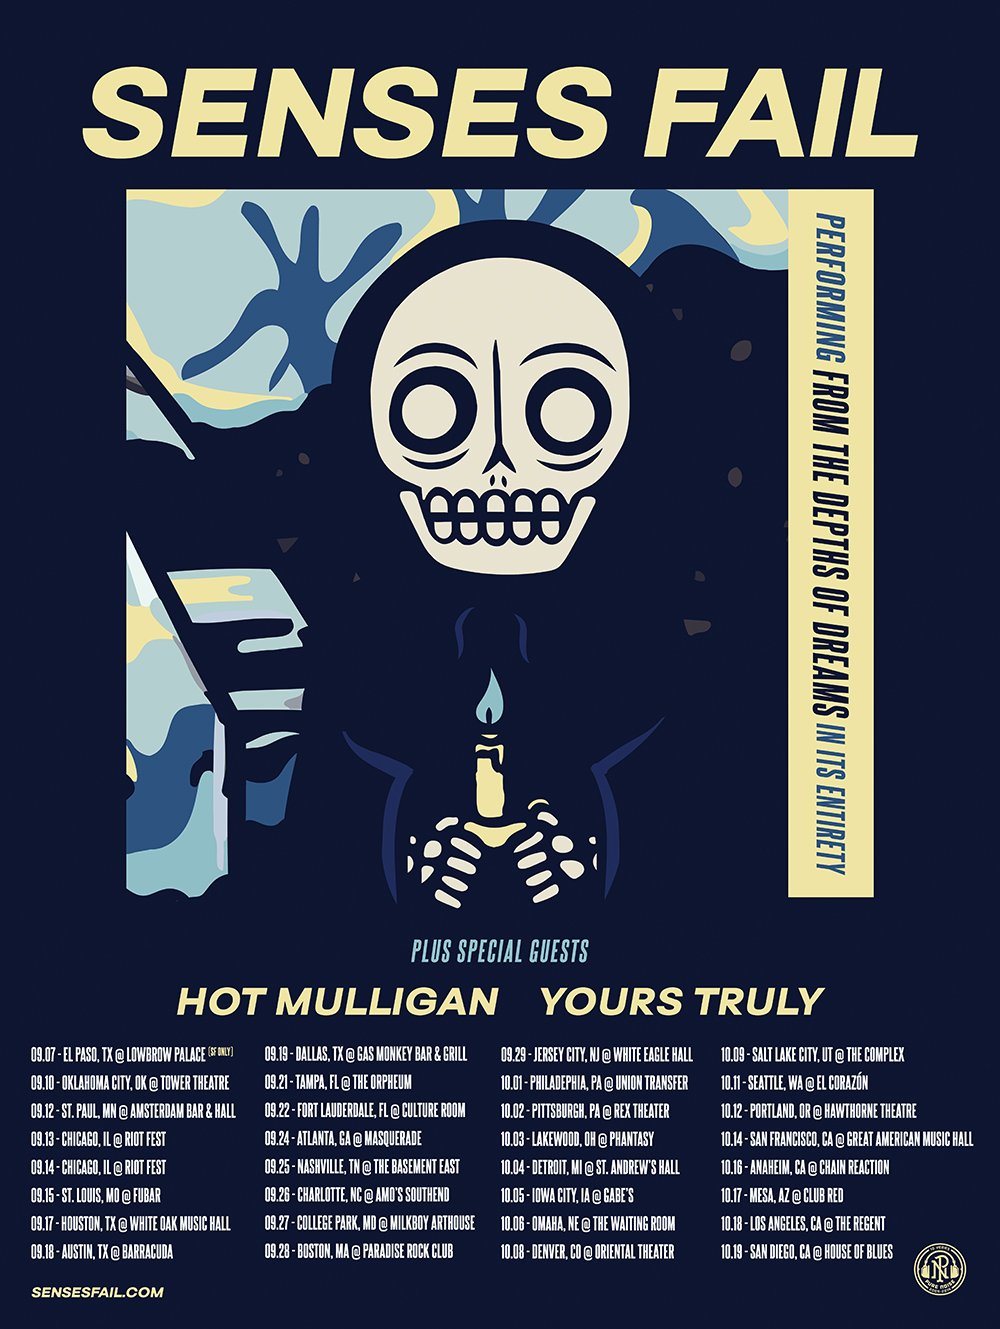 SENSES FAIL
PERFORMING FROM THE DEPTHS OF DREAMS IN ITS ENTIRETY
PLUS SPECIAL GUESTS
HOT MULLIGAN YOURS TRULY
09.07 - EL PASO, TX @ LOWBROW PALACE [SF ONLY]
09.10 - OKLAHOMA CITY, OK @ TOWER THEATRE
09.12 - ST. PAUL, MN @ AMSTERDAM BAR & HALL
09.13 - CHICAGO, IL @ RIOT FEST
09.14 - CHICAGO, IL @ RIOT FEST
09.15 - ST. LOUIS, MO @ FUBAR
09.17 - HOUSTON, TX @ WHITE OAK MUSIC HALL
09.18 - AUSTIN, TX @ BARRACUDA
09.19 - DALLAS, TX @ GAS MONKEY BAR & GRILL
09.21 - TAMPA, FL @ THE ORPHEUM
09.22 - FORT LAUDERDALE, FL @ CULTURE ROOM
09.24 - ATLANTA, GA @ MASQUERADE
09.25 - NASHVILLE, TN @ THE BASEMENT EAST
09.26 - CHARLOTTE, NC @ AMO'S SOUTHEND
09.27 - COLLEGE PARK, MD @ MILKBOY ARTHOUSE
09.28 - BOSTON, MA @ PARADISE ROCK CLUB
09.29 - JERSEY CITY, NJ @ WHITE EAGLE HALL
10.01 - PHILADEPHIA, PA @ UNION TRANSFER
10.02 - PITTSBURGH, PA @ REX THEATER
10.03 - LAKEWOOD, OH @ PHANTASY
10.04 - DETROIT, MI @ ST. ANDREW'S HALL
10.05 - IOWA CITY, IA @ GABE'S
10.06 - OMAHA, NE @ THE WAITING ROOM
10.08 - DENVER, CO @ ORIENTAL THEATER
10.09 - SALT LAKE CITY, UT @ THE COMPLEX
10.11 - SEATTLE, WA @ EL CORAZÓN
10.12 - PORTLAND, OR @ HAWTHORNE THEATRE
10.14 - SAN FRANCISCO, CA @ GREAT AMERICAN MUSIC HALL
10.16 - ANAHEIM, CA @ CHAIN REACTION
10.17 - MESA, AZ @ CLUB RED
10.18 - LOS ANGELES, CA @ THE REGENT
10.19 - SAN DIEGO, CA @ HOUSE OF BLUES
SENSESFAIL.COM
PURE NOISE